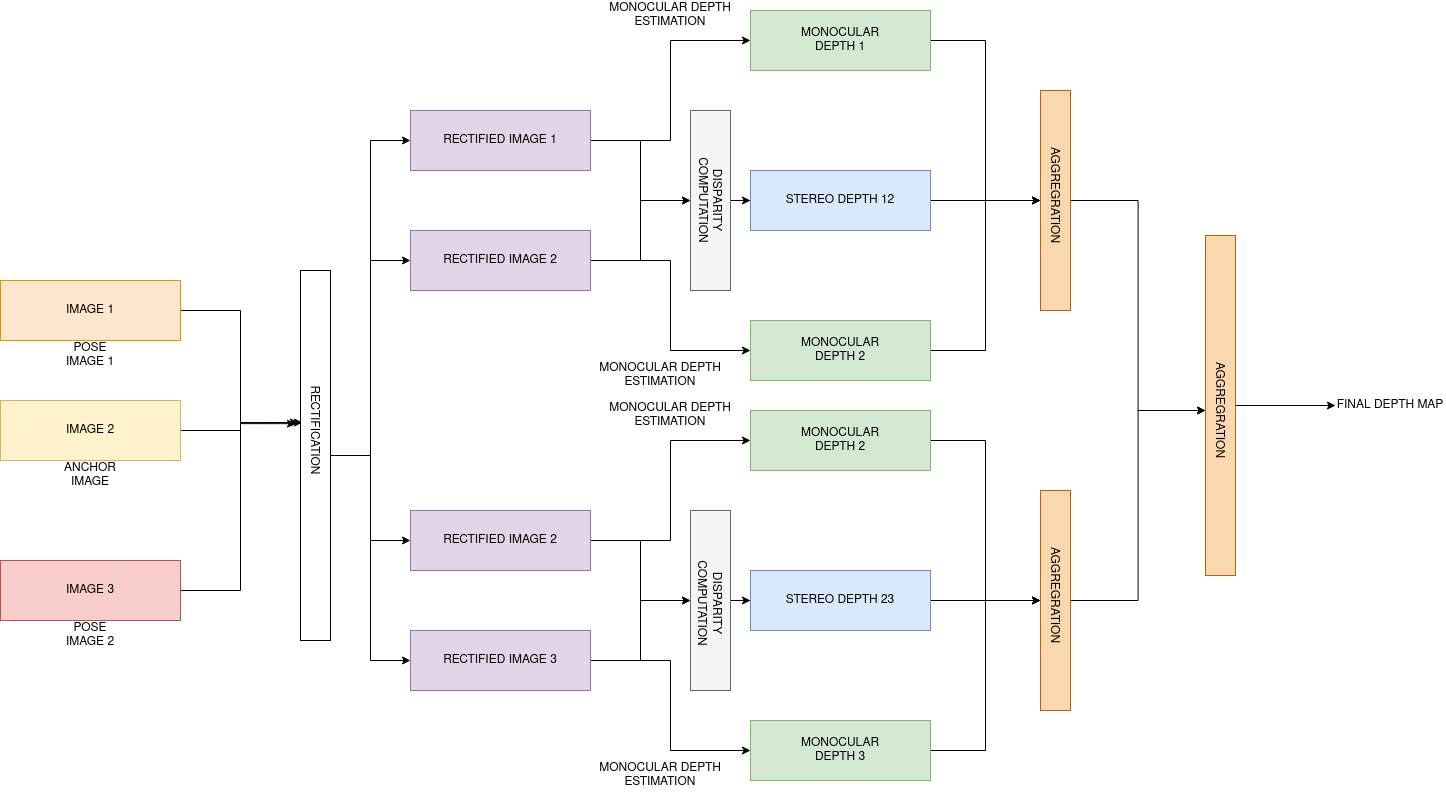 MONOCULAR DEPTH
ESTIMATION
MONOCULAR
DEPTH 1
RECTIFIED IMAGE 1
DISPARITY
COMPUTATION
STEREO DEPTH 12
AGGREGRATION
RECTIFIED IMAGE 2
MONOCULAR
DEPTH 2
MONOCULAR DEPTH
ESTIMATION
IMAGE 1
POSE
IMAGE 1
IMAGE 2
ANCHOR
IMAGE
IMAGE 3
POSE
IMAGE 2
RECTIFICATION
MONOCULAR DEPTH
ESTIMATION
MONOCULAR
DEPTH 2
RECTIFIED IMAGE 2
DISPARITY
COMPUTATION
STEREO DEPTH 23
AGGREGRATION
RECTIFIED IMAGE 3
MONOCULAR
DEPTH 3
MONOCULAR DEPTH
ESTIMATION
AGGREGRATION
FINAL DEPTH MAP